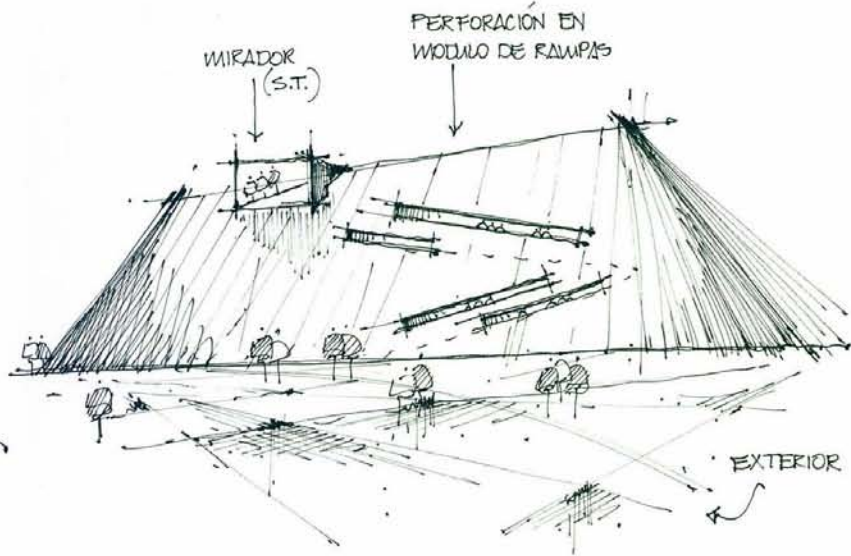 MIRADOR
(S.T.)
PERFORACIÓN EN
MODULO DE RAMPAS
EXTERIOR